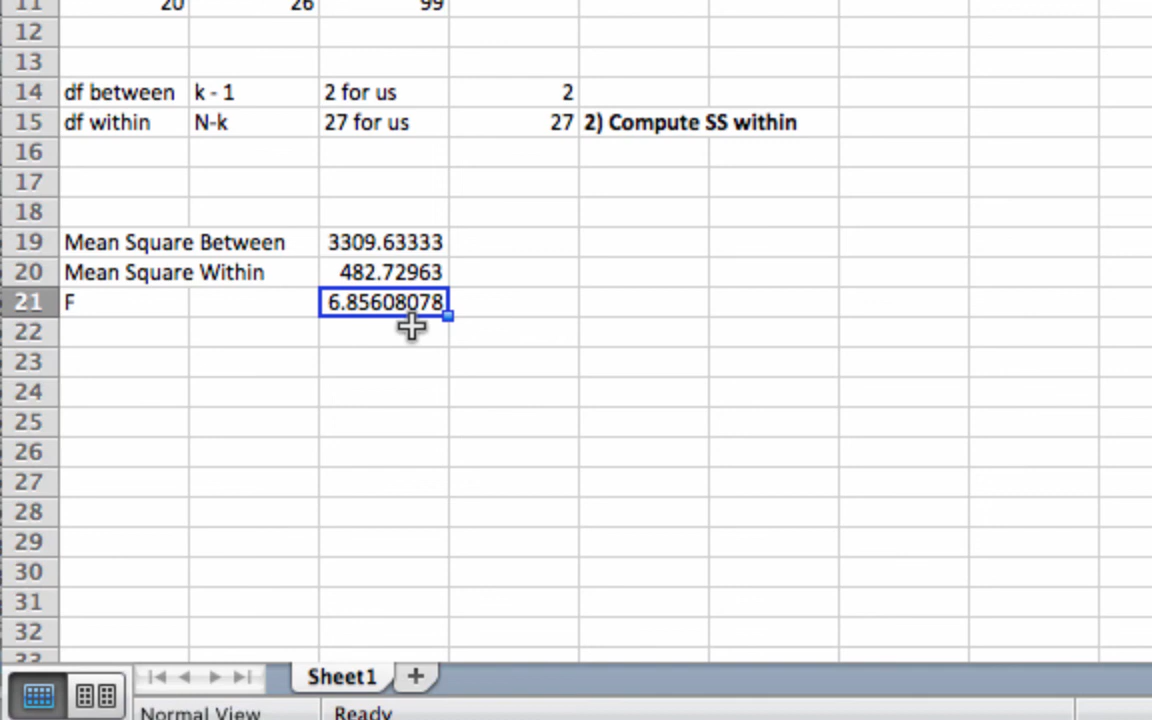 11 20 26 99
12
13
14 df between k - 1 2 for us 2
15 df within N-k 27 for us 27 2) Compute SS within
16
17
18
19 Mean Square Between 3309.63333
20 Mean Square Within 482.72963
21 F 6.85608078
22
23
24
25
26
27
28
29
30
31
32
33
Sheet1
Normal View Ready